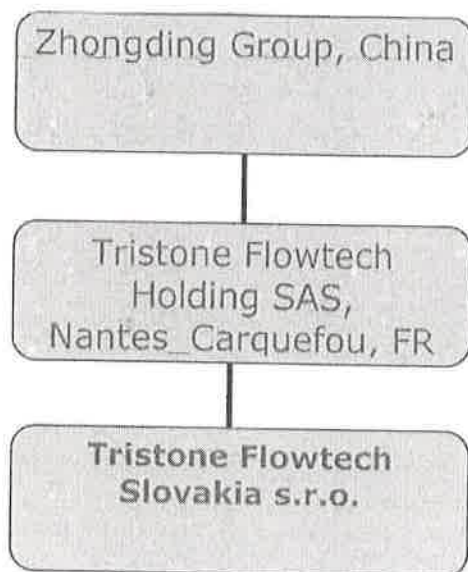 Zhongding Group, China
Tristone Flowtech
Holding SAS,
Nantes_Carquefou, FR
Tristone Flowtech
Slovakia s.r.o.